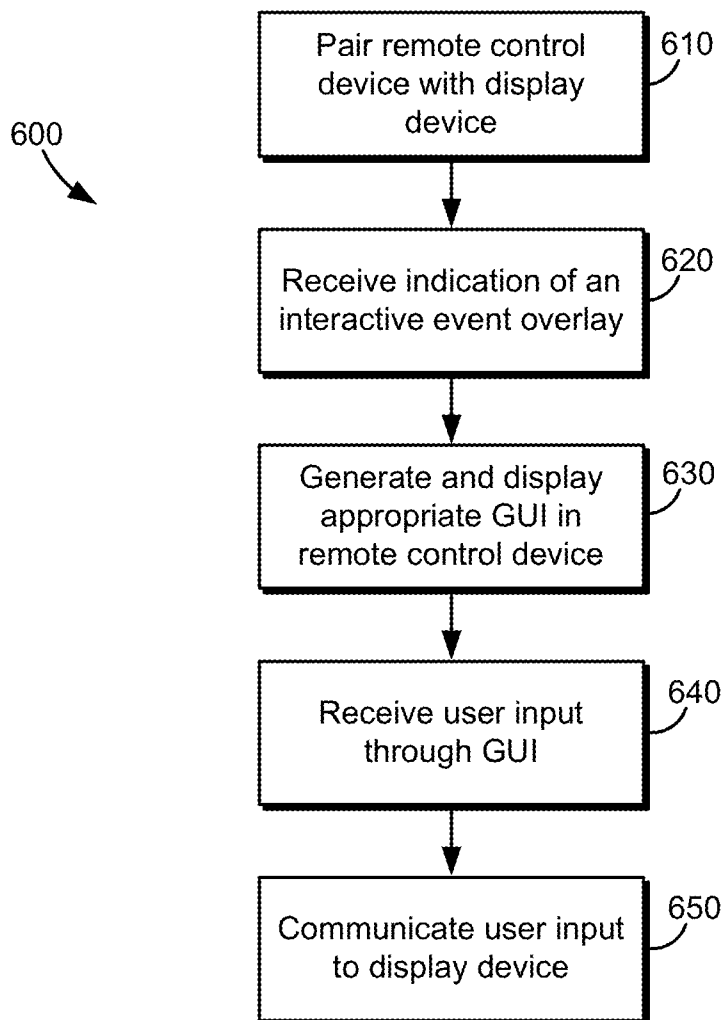 600
Pair remote control
device with display
device
610
Receive indication of an
interactive event overlay
620
Generate and display
appropriate GUI in
remote control device
630
Receive user input
through GUI
640
Communicate user input
to display device
650